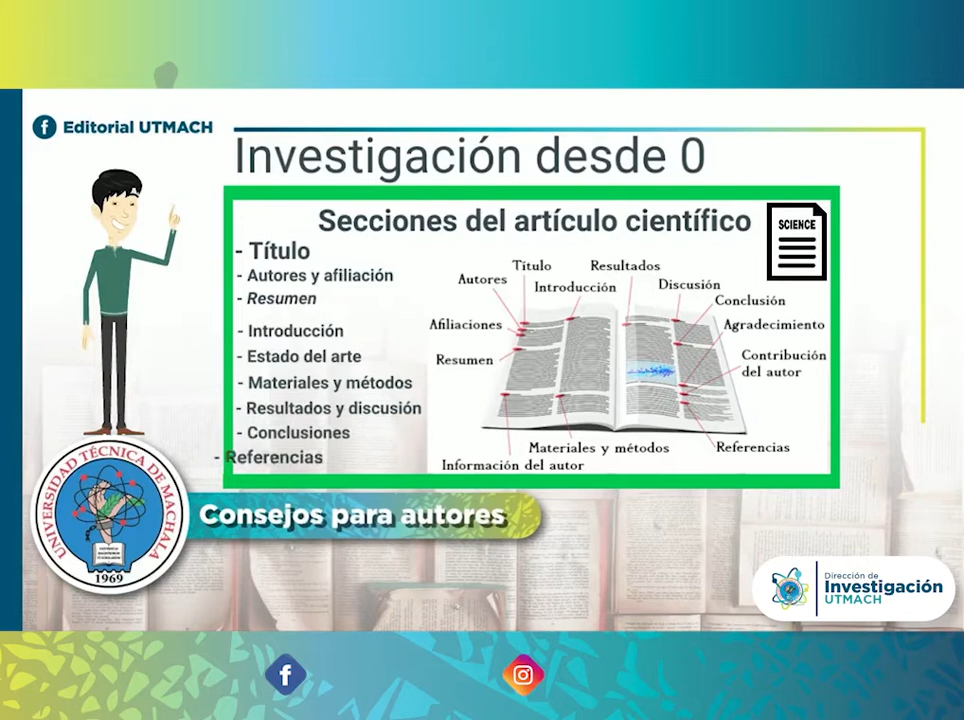 Editorial UTMACH
Investigación desde 0
Secciones del artículo científico
SCIENCE
- Título
- Autores y afiliación
- Resumen
- Introducción
- Estado del arte
- Materiales y métodos
- Resultados y discusión
- Conclusiones
- Referencias
Título
Resultados
Autores
Introducción
Discusión
Conclusión
Afiliaciones
Agradecimiento
Resumen
Contribución
del autor
Materiales y métodos
Referencias
Información del autor
UNIVERSIDAD TÉCNICA DE MACHALA
1969
Consejos para autores
Dirección de
Investigación
UTMACH